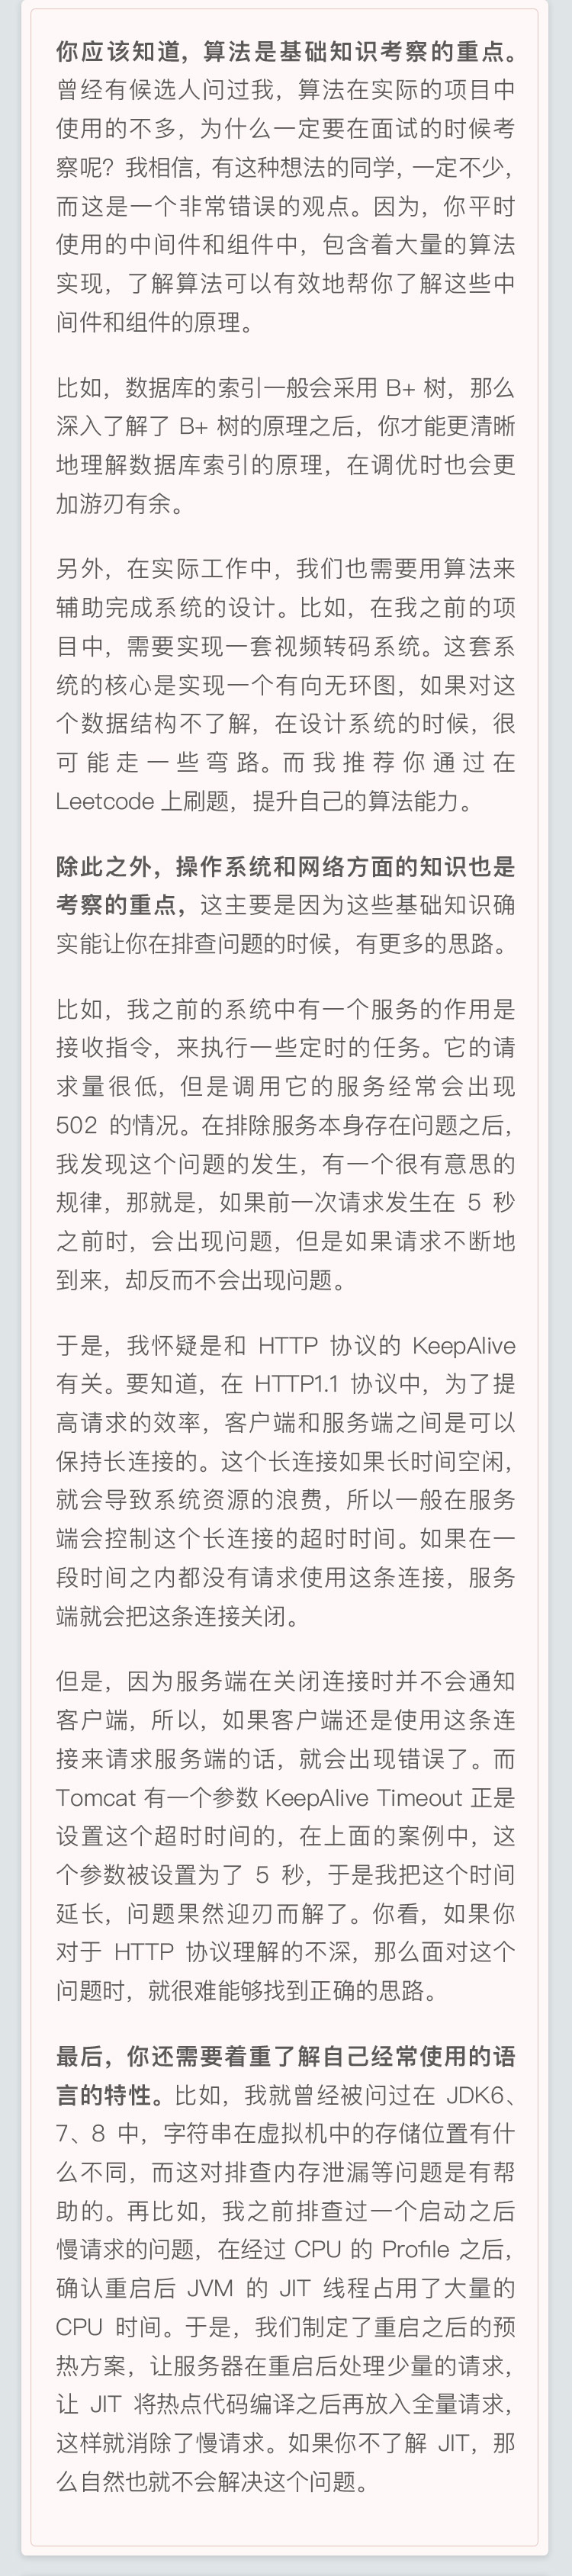 你应该知道，算法是基础知识考察的重点。
曾经有候选人问过我，算法在实际的项目中
使用的不多，为什么一定要在面试的时候考
察呢？我相信，有这种想法的同学，一定不少，
而这是一个非常错误的观点。因为，你平时
使用的中间件和组件中，包含着大量的算法
实现，了解算法可以有效地帮你了解这些中
间件和组件的原理。
比如，数据库的索引一般会采用 B+ 树，那么
深入了解了 B+ 树的原理之后，你才能更清晰
地理解数据库索引的原理，在调优时也会更
加游刃有余。
另外，在实际工作中，我们也需要用算法来
辅助完成系统的设计。比如，在我之前的项
目中，需要实现一套视频转码系统。这套系
统的核心是实现一个有向无环图，如果对这
个数据结构不了解，在设计系统的时候，很
可能走一些弯路。而我推荐你通过在
Leetcode 上刷题，提升自己的算法能力。
除此之外，操作系统和网络方面的知识也是
考察的重点，这主要是因为这些基础知识确
实能让你在排查问题的时候，有更多的思路。
比如，我之前的系统中有一个服务的作用是
接收指令，来执行一些定时的任务。它的请
求量很低，但是调用它的服务经常会出现
502 的情况。在排除服务本身存在问题之后，
我发现这个问题的发生，有一个很有意思的
规律，那就是，如果前一次请求发生在 5 秒
之前时，会出现问题，但是如果请求不断地
到来，却反而不会出现问题。
于是，我怀疑是和 HTTP 协议的 KeepAlive
有关。要知道，在 HTTP1.1 协议中，为了提
高请求的效率，客户端和服务端之间是可以
保持长连接的。这个长连接如果长时间空闲，
就会导致系统资源的浪费，所以一般在服务
端会控制这个长连接的超时时间。如果在一
段时间之内都没有请求使用这条连接，服务
端就会把这条连接关闭。
但是，因为服务端在关闭连接时并不会通知
客户端，所以，如果客户端还是使用这条连
接来请求服务端的话，就会出现错误了。而
Tomcat 有一个参数 KeepAlive Timeout 正是
设置这个超时时间的，在上面的案例中，这
个参数被设置为了 5 秒，于是我把这个时间
延长，问题果然迎刃而解了。你看，如果你
对于 HTTP 协议理解的不深，那么面对这个
问题时，就很难能够找到正确的思路。
最后，你还需要着重了解自己经常使用的语
言的特性。比如，我就曾经被问过在 JDK6、
7、8 中，字符串在虚拟机中的存储位置有什
么不同，而这对排查内存泄漏等问题是有帮
助的。再比如，我之前排查过一个启动之后
慢请求的问题，在经过 CPU 的 Profile 之后，
确认重启后 JVM 的 JIT 线程占用了大量的
CPU 时间。于是，我们制定了重启之后的预
热方案，让服务器在重启后处理少量的请求，
让 JIT 将热点代码编译之后再放入全量请求，
这样就消除了慢请求。如果你不了解 JIT，那
么自然也就不会解决这个问题。